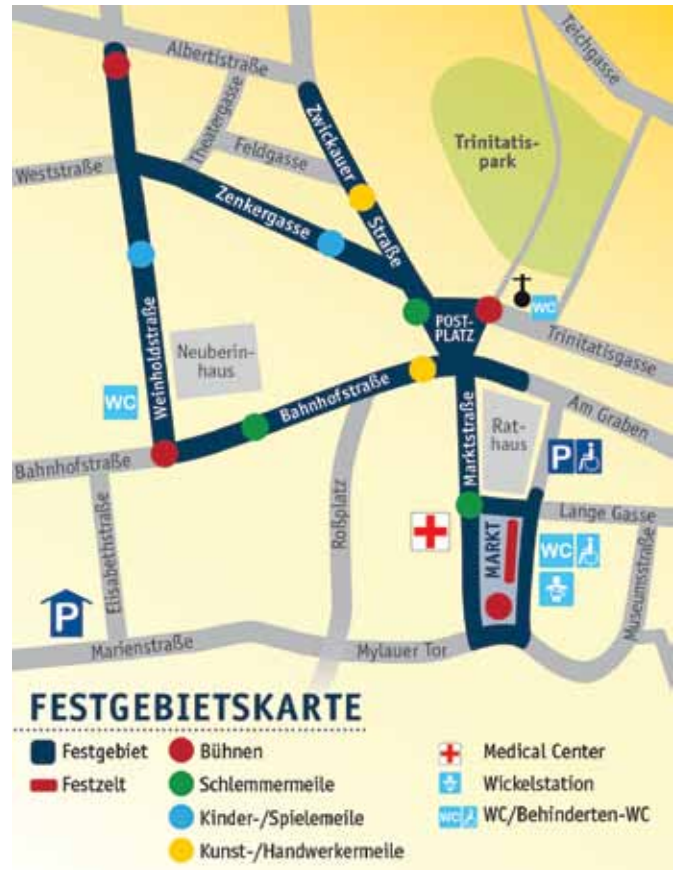 Albertistraße
Teichgasse
Theatergasse
Zwickauer
Straße
Feldgasse
Trinitatis-
park
Weststraße
Zenkergasse
WC
POST-
PLATZ
Trinitatisgasse
Neuberin-
haus
Weinholdstraße
WC
Bahnhofstraße
Am Graben
Marktstraße
Rat-
haus
P
Bahnhofstraße
Lange Gasse
Roßplatz
Elisabethstraße
MARKT
WC
Museumsstraße
P
Marienstraße
Mylauer Tor
FESTGEBIETSKARTE
Festgebiet
Festzelt
Bühnen
Schlemmermeile
Kinder-/Spielemeile
Kunst-/Handwerkermeile
Medical Center
Wickelstation
WC
WC/Behinderten-WC